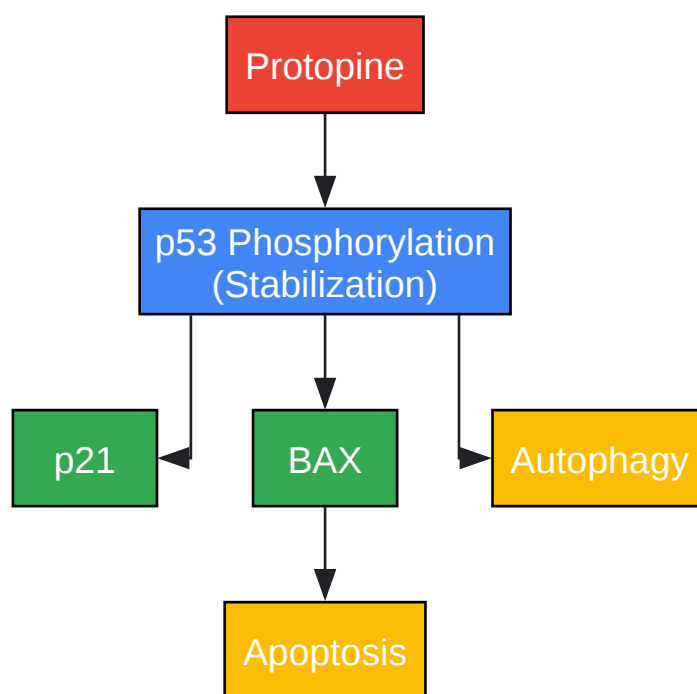 Protopine
p53 Phosphorylation
(Stabilization)
p21
BAX
Autophagy
Apoptosis